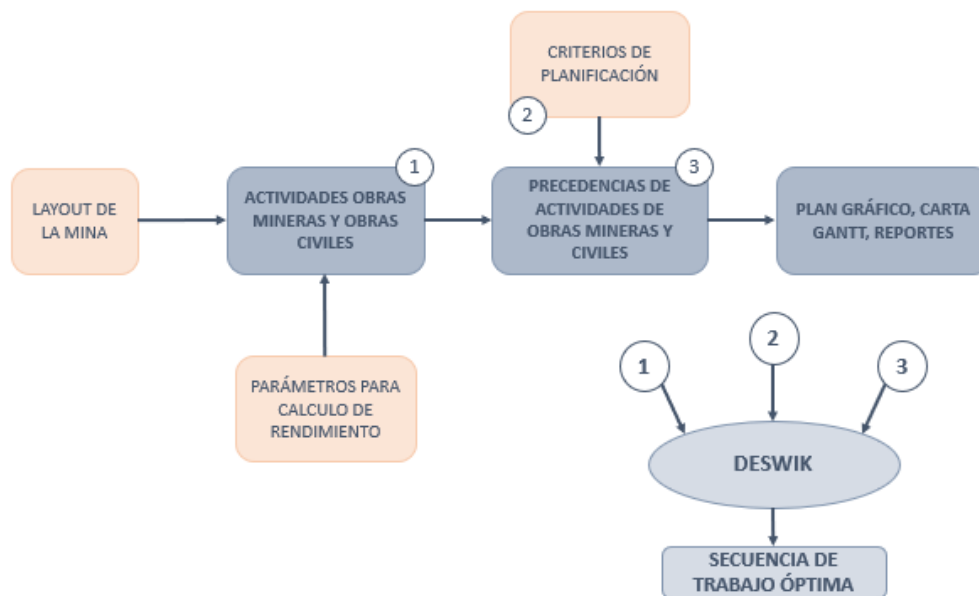 CRITERIOS DE
PLANIFICACIÓN
2
LAYOUT DE
LA MINA
1
ACTIVIDADES OBRAS
MINERAS Y OBRAS
CIVILES
3
PRECEDENCIAS DE
ACTIVIDADES DE
OBRAS MINERAS Y
CIVILES
PLAN GRÁFICO, CARTA
GANTT, REPORTES
PARÁMETROS PARA
CALCULO DE
RENDIMIENTO
1
2
3
DESWIK
SECUENCIA DE
TRABAJO ÓPTIMA